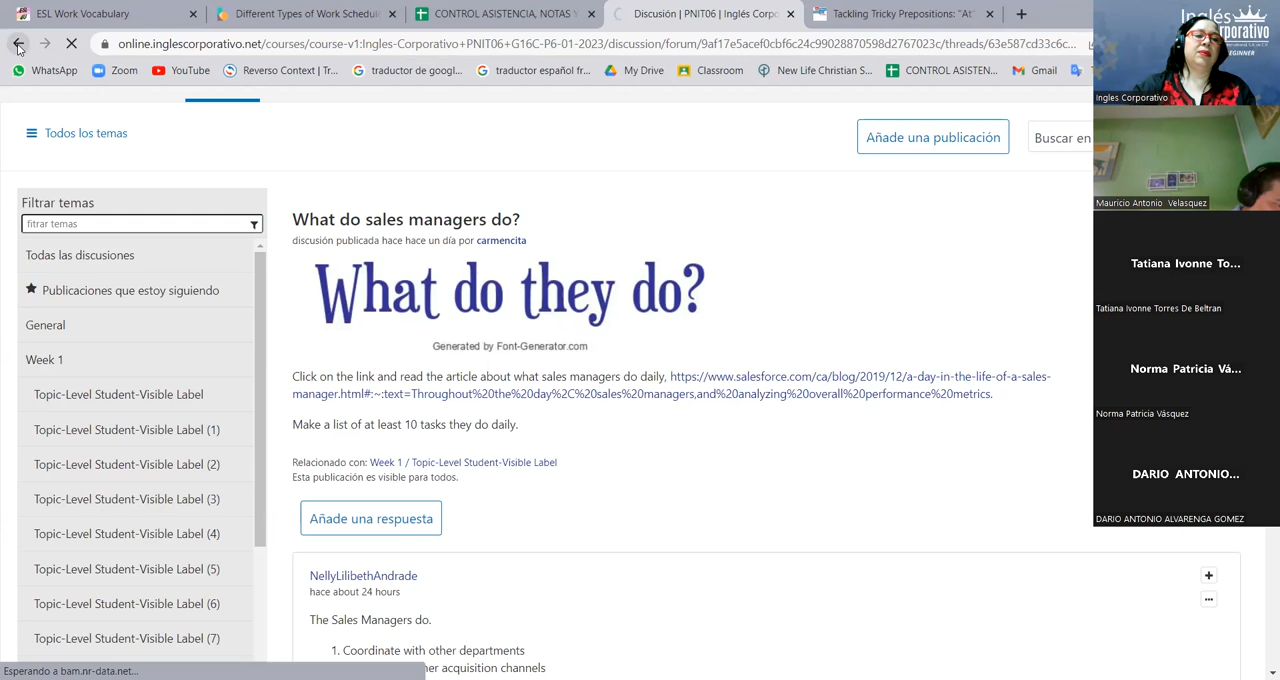 ESL Work Vocabulary
Different Types of Work Schedul
CONTROL ASISTENCIA, NOTAS Y
Discusión | PNIT06 | Inglés Corpo
Tackling Tricky Prepositions: "At"
online.inglescorporativo.net/courses/course-v1:Ingles-Corporativo+PNIT06+G16C-P6-01-2023/discussion/forum/9af17e5ace9cbf6c24c99028870598d2767023c/threads/63e587cd33c6c...
WhatsApp
Zoom
YouTube
Reverso Context | Tr...
traductor de googl...
traductor español fr...
My Drive
Classroom
New Life Christian S...
CONTROL ASISTEN...
Gmail
Todos los temas
Añade una publicación
Buscar en
Filtrar temas
fitrar temas
Todas las discusiones
Publicaciones que estoy siguiendo
General
Week 1
Topic-Level Student-Visible Label
Topic-Level Student-Visible Label (1)
Topic-Level Student-Visible Label (2)
Topic-Level Student-Visible Label (3)
Topic-Level Student-Visible Label (4)
Topic-Level Student-Visible Label (5)
Topic-Level Student-Visible Label (6)
Topic-Level Student-Visible Label (7)
What do sales managers do?
discusión publicada hace hace un día por carmencita
What do they do?
Generated by Font-Generator.com
Click on the link and read the article about what sales managers do daily, https://www.salesforce.com/ca/blog/2019/12/a-day-in-the-life-of-a-sales-
manager.html#:~:text=Throughout%20the%20day%2C%20sales%20managers,and%20analyzing%20overall%20performance%20metrics.
Make a list of at least 10 tasks they do daily.
Relacionado con: Week 1 / Topic-Level Student-Visible Label
Esta publicación es visible para todos.
Añade una respuesta
NellyLilibethAndrade
hace about 24 hours
The Sales Managers do.
1. Coordinate with other departments
ner acquisition channels
Esperando a bam.nr-data.net...
Inglés
Corporativo
Ingles Corporativo
Mauricio Antonio Velasquez
Tatiana Ivonne To...
Tatiana Ivonne Torres De Beltran
Norma Patricia Vá...
Norma Patricia Vásquez
DARIO ANTONIO...
DARIO ANTONIO ALVARENGA GOMEZ